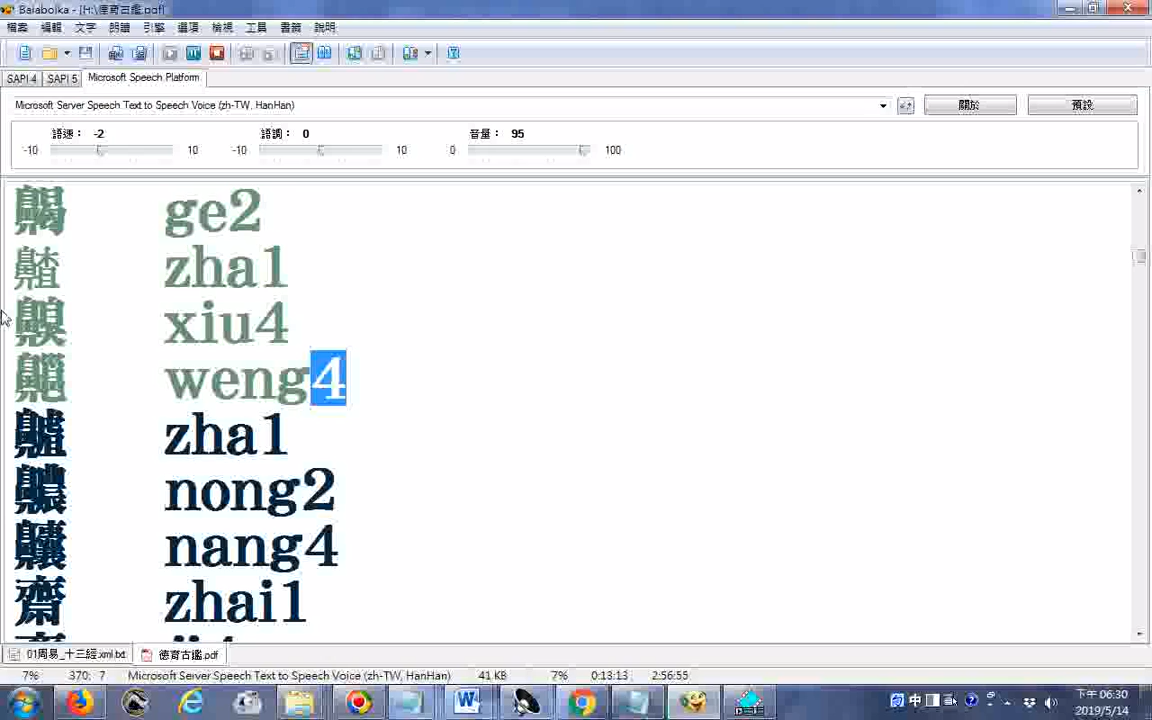 Balabolka - [H:\德育古鑑.pdf]
檔案 編輯 文字 朗讀 引擎 選項 檢視 工具 書籤 說明
SAPI 4 SAPI 5 Microsoft Speech Platform
Microsoft Server Speech Text to Speech Voice (zh-TW, HanHan) 關於 預設
語速： -2 語調： 0 音量： 95
-10 10 -10 10 0 100
ge2
zha1
xiu4
weng4
zha1
nong2
nang4
齋 zhai1
01周易_十三經.xml.txt 德育古鑑.pdf
7% 370; 7 Microsoft Server Speech Text to Speech Voice (zh-TW, HanHan) 41 KB 7% 0:13:13 2:56:55
中 下午 06:30
2019/5/14